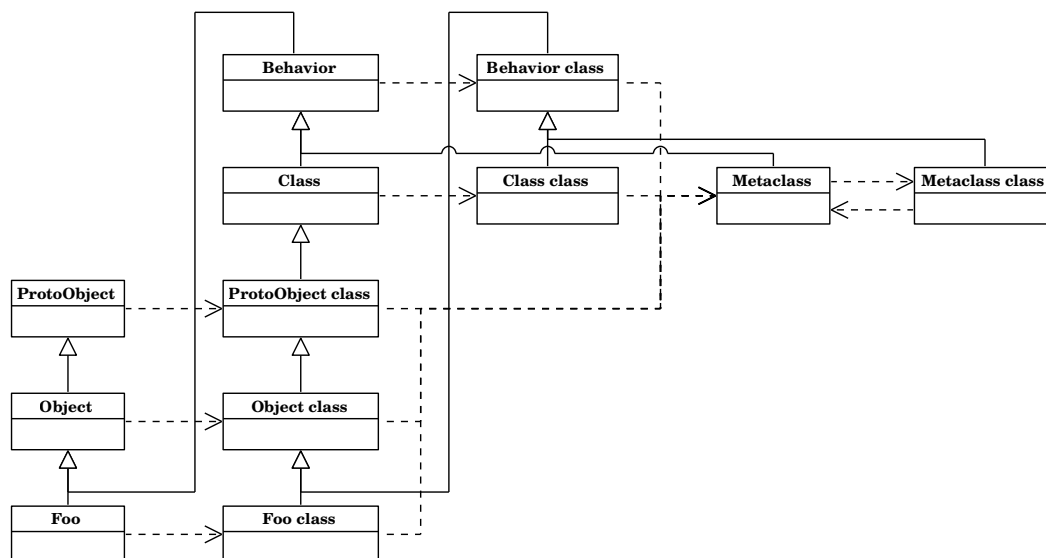 Behavior
Behavior class
Class
Class class
Metaclass
Metaclass class
ProtoObject
ProtoObject class
Object
Object class
Foo
Foo class